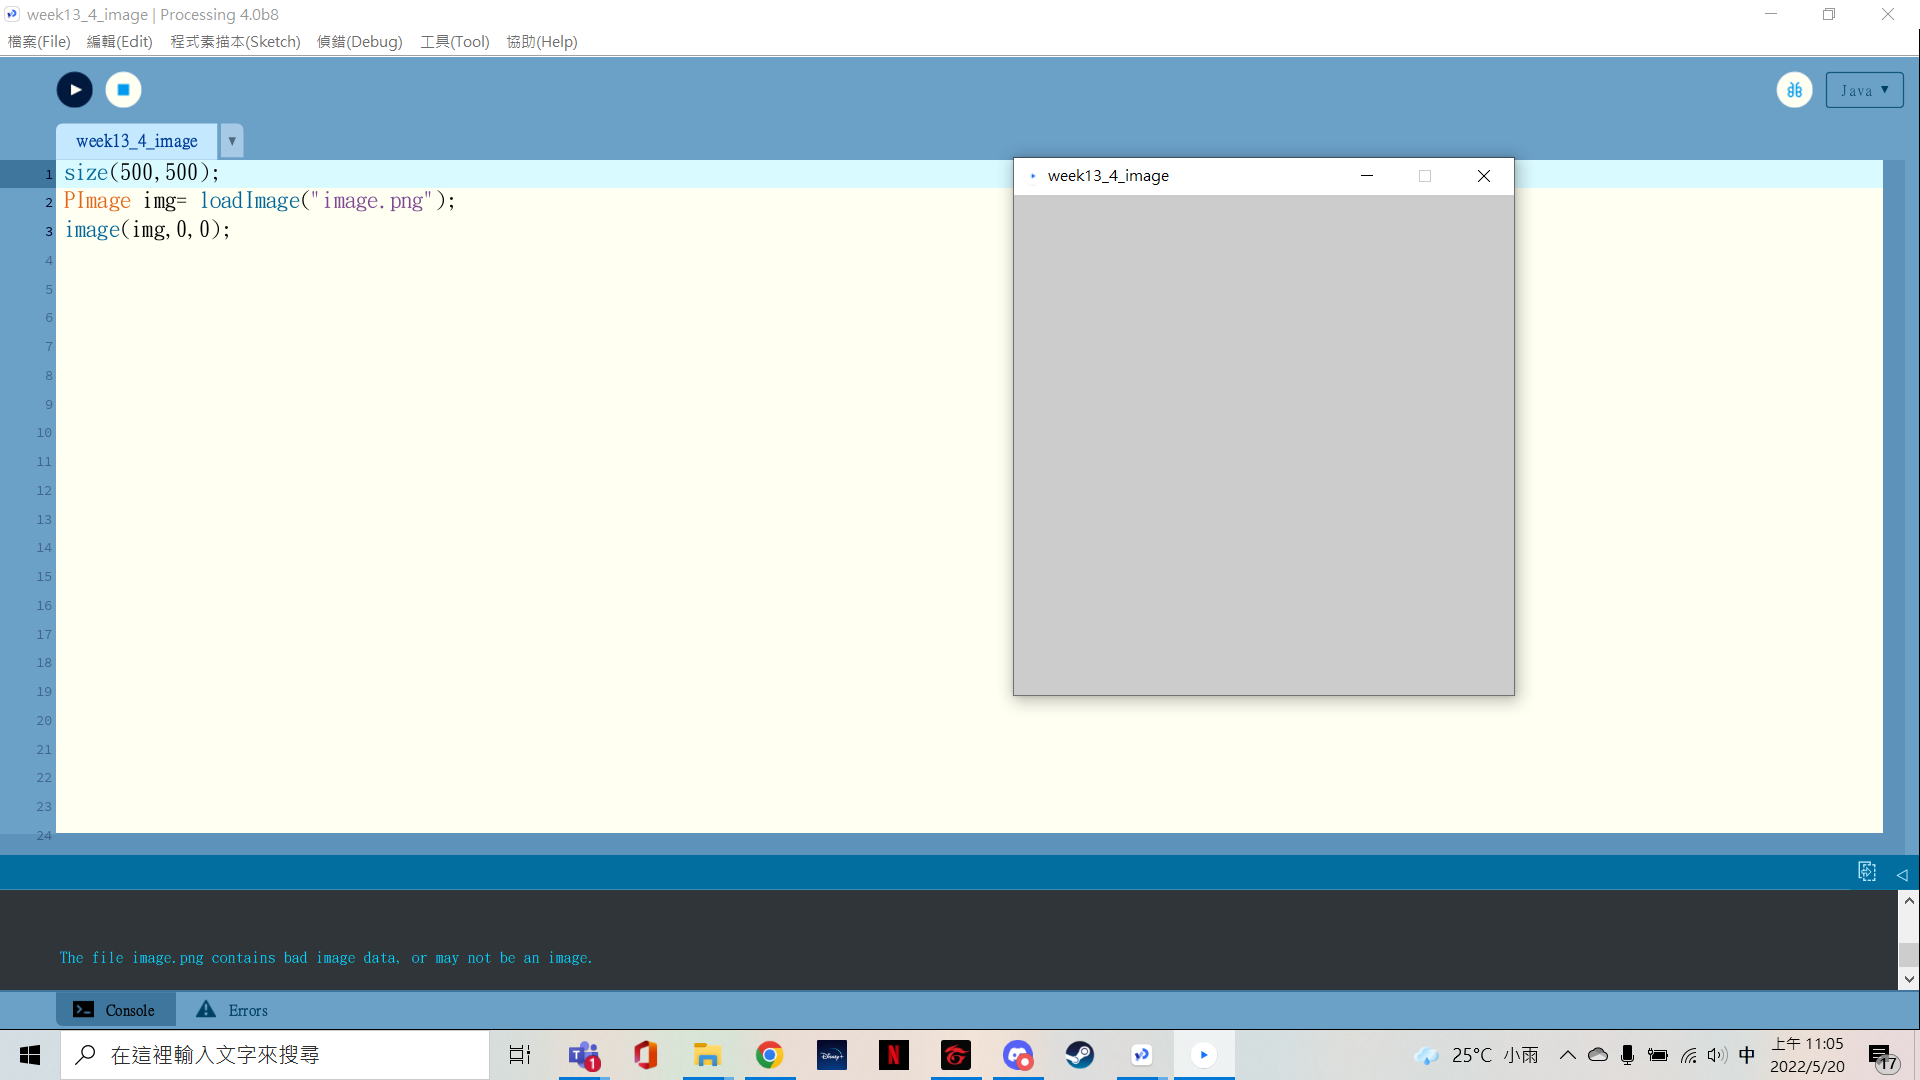 week13_4_image | Processing 4.0b8
檔案(File) 編輯(Edit) 程式素描本(Sketch) 偵錯(Debug) 工具(Tool) 協助(Help)
Java ▼
week13_4_image ▼
1 size(500,500);
2 PImage img= loadImage("image.png");
3 image(img,0,0);
4
5
6
7
8
9
10
11
12
13
14
15
16
17
18
19
20
21
22
23
24
week13_4_image
The file image.png contains bad image data, or may not be an image.
Console Errors
在這裡輸入文字來搜尋
1
Disney+
N
25°C 小雨
中
上午 11:05
2022/5/20
17